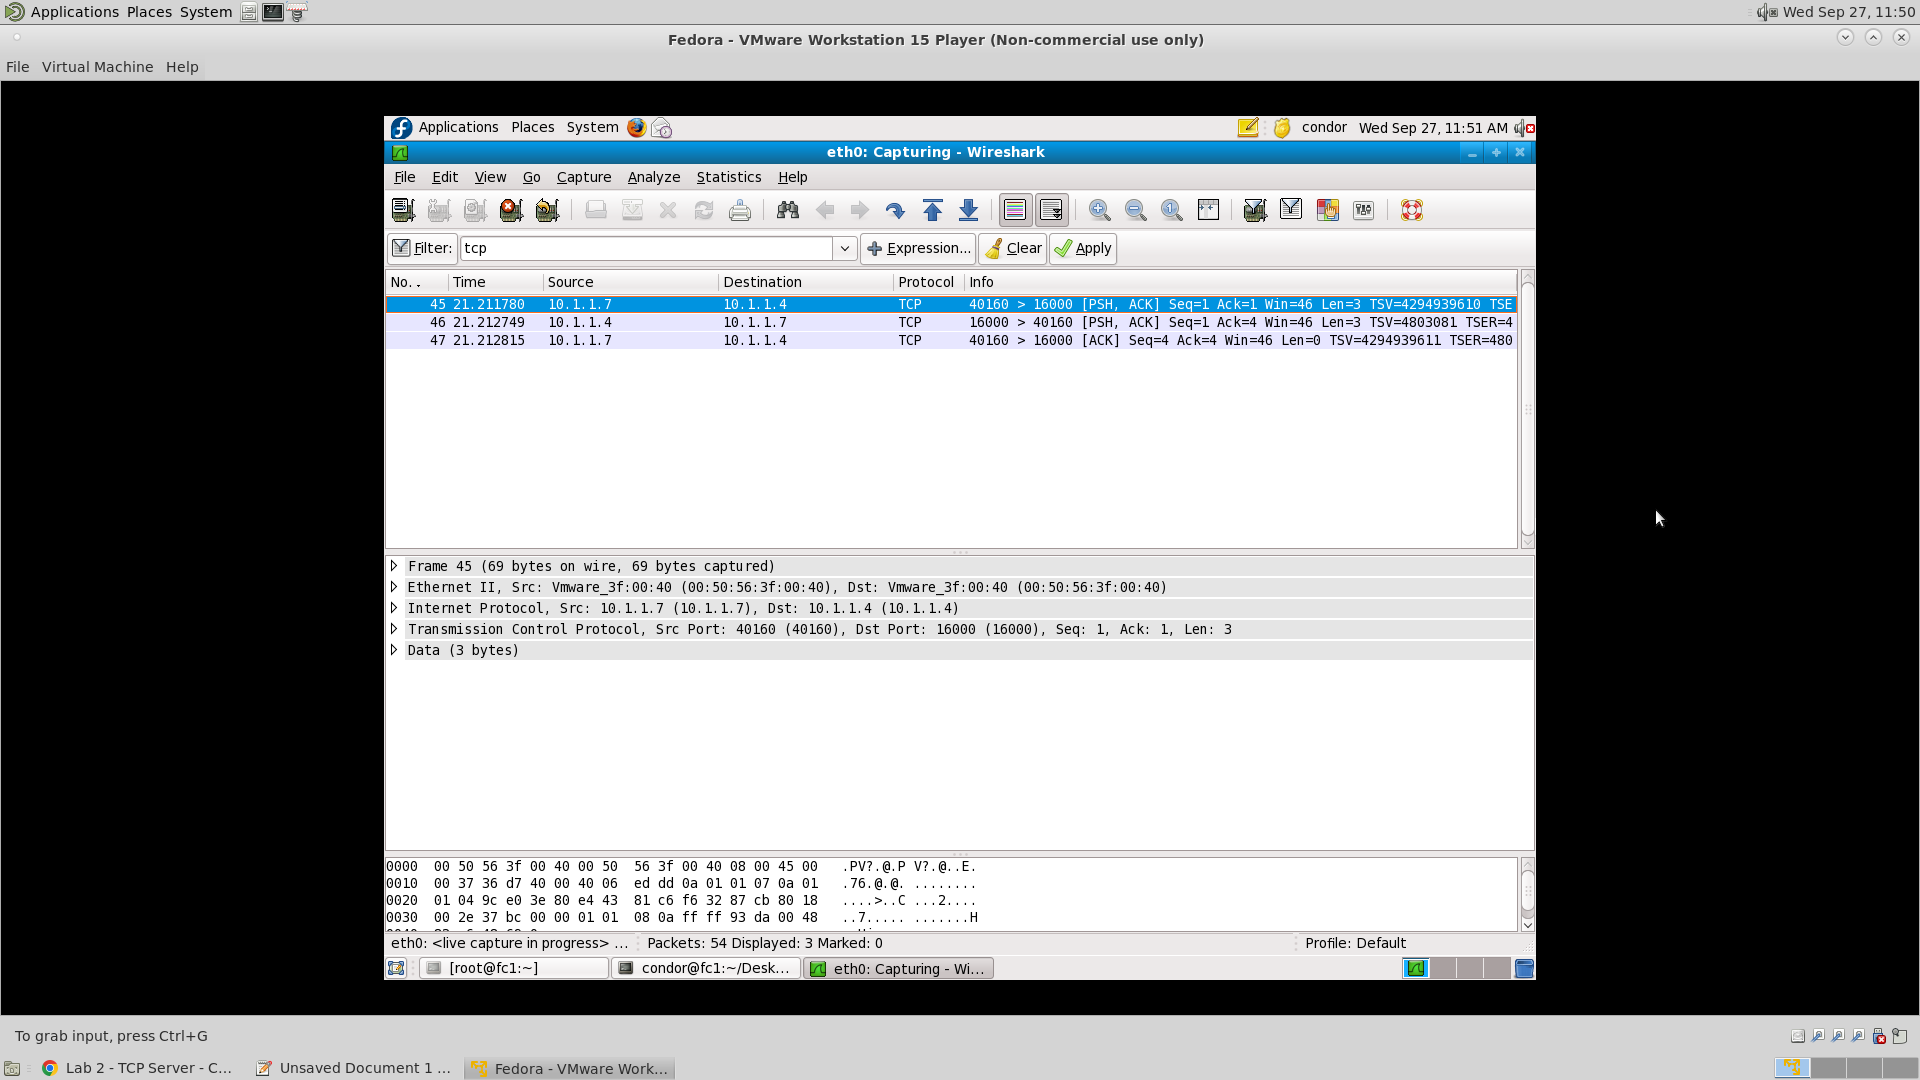 Applications Places System
Wed Sep 27, 11:50
Fedora - VMware Workstation 15 Player (Non-commercial use only)
File Virtual Machine Help
Applications Places System
condor Wed Sep 27, 11:51 AM
eth0: Capturing - Wireshark
File Edit View Go Capture Analyze Statistics Help
Filter: tcp Expression... Clear Apply
No. . Time Source Destination Protocol Info
45 21.211780 10.1.1.7 10.1.1.4 TCP 40160 > 16000 [PSH, ACK] Seq=1 Ack=1 Win=46 Len=3 TSV=4294939610 TSE
46 21.212749 10.1.1.4 10.1.1.7 TCP 16000 > 40160 [PSH, ACK] Seq=1 Ack=4 Win=46 Len=3 TSV=4803081 TSER=4
47 21.212815 10.1.1.7 10.1.1.4 TCP 40160 > 16000 [ACK] Seq=4 Ack=4 Win=46 Len=0 TSV=4294939611 TSER=480
Frame 45 (69 bytes on wire, 69 bytes captured)
Ethernet II, Src: Vmware_3f:00:40 (00:50:56:3f:00:40), Dst: Vmware_3f:00:40 (00:50:56:3f:00:40)
Internet Protocol, Src: 10.1.1.7 (10.1.1.7), Dst: 10.1.1.4 (10.1.1.4)
Transmission Control Protocol, Src Port: 40160 (40160), Dst Port: 16000 (16000), Seq: 1, Ack: 1, Len: 3
Data (3 bytes)
0000 00 50 56 3f 00 40 00 50 56 3f 00 40 08 00 45 00 .PV?.@.P V?.@..E.
0010 00 37 36 d7 40 00 40 06 ed dd 0a 01 01 07 0a 01 .76.@.@. ........
0020 01 04 9c e0 3e 80 e4 43 81 c6 f6 32 87 cb 80 18 ....>..C ...2....
0030 00 2e 37 bc 00 00 01 01 08 0a ff ff 93 da 00 48 ..7..... .......H
eth0: <live capture in progress> ... Packets: 54 Displayed: 3 Marked: 0 Profile: Default
[root@fc1:~] condor@fc1:~/Desk... eth0: Capturing - Wi...
To grab input, press Ctrl+G
Lab 2 - TCP Server - C... Unsaved Document 1 ... Fedora - VMware Work...